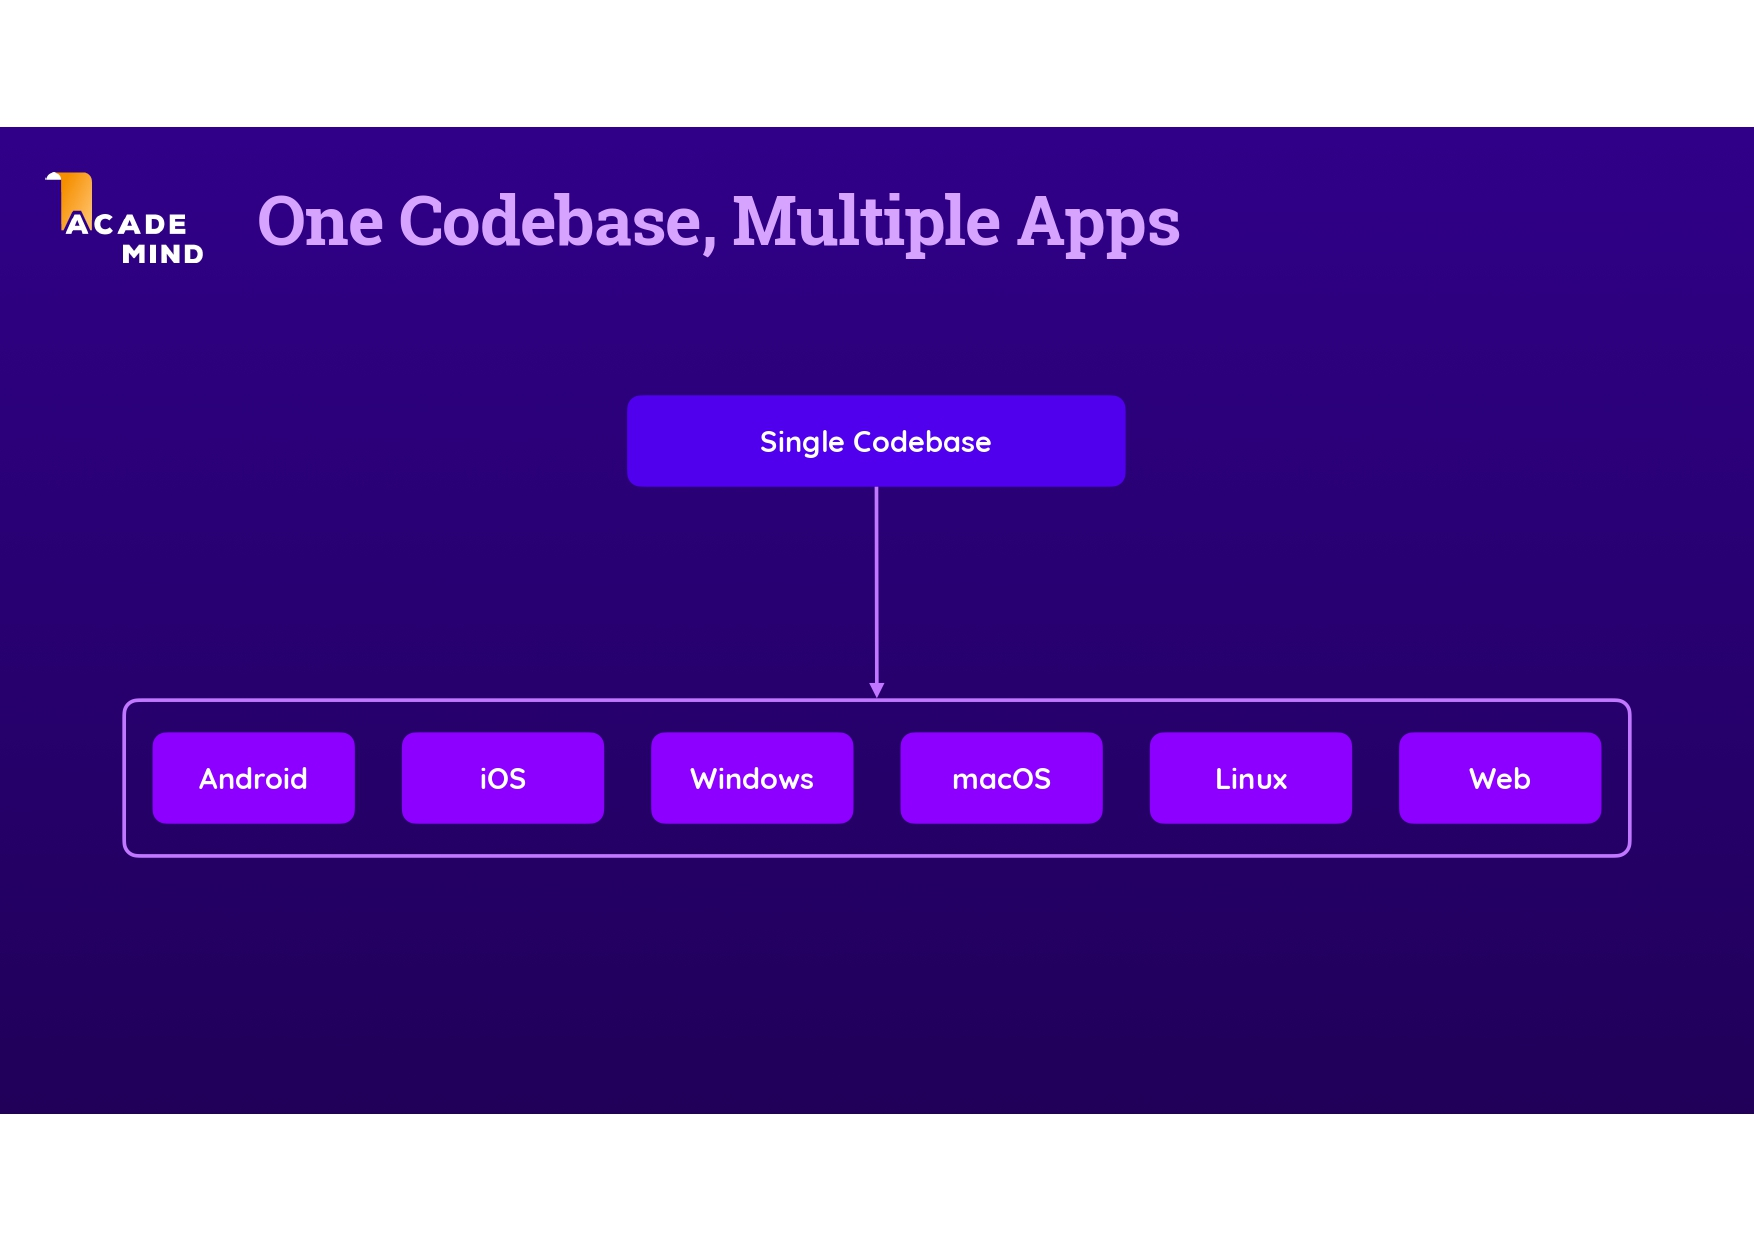 ACADE
MIND
One Codebase, Multiple Apps
Single Codebase
Android
iOS
Windows
macOS
Linux
Web